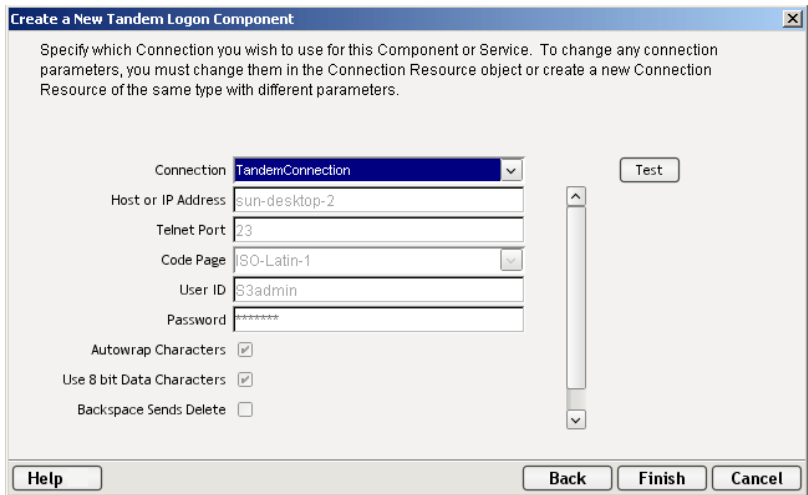 Create a New Tandem Logon Component
Specify which Connection you wish to use for this Component or Service. To change any connection
parameters, you must change them in the Connection Resource object or create a new Connection
Resource of the same type with different parameters.
Connection TandemConnection Test
Host or IP Address sun-desktop-2
Telnet Port 23
Code Page ISO-Latin-1
User ID S3admin
Password *******
Autowrap Characters
Use 8 bit Data Characters
Backspace Sends Delete
Help Back Finish Cancel